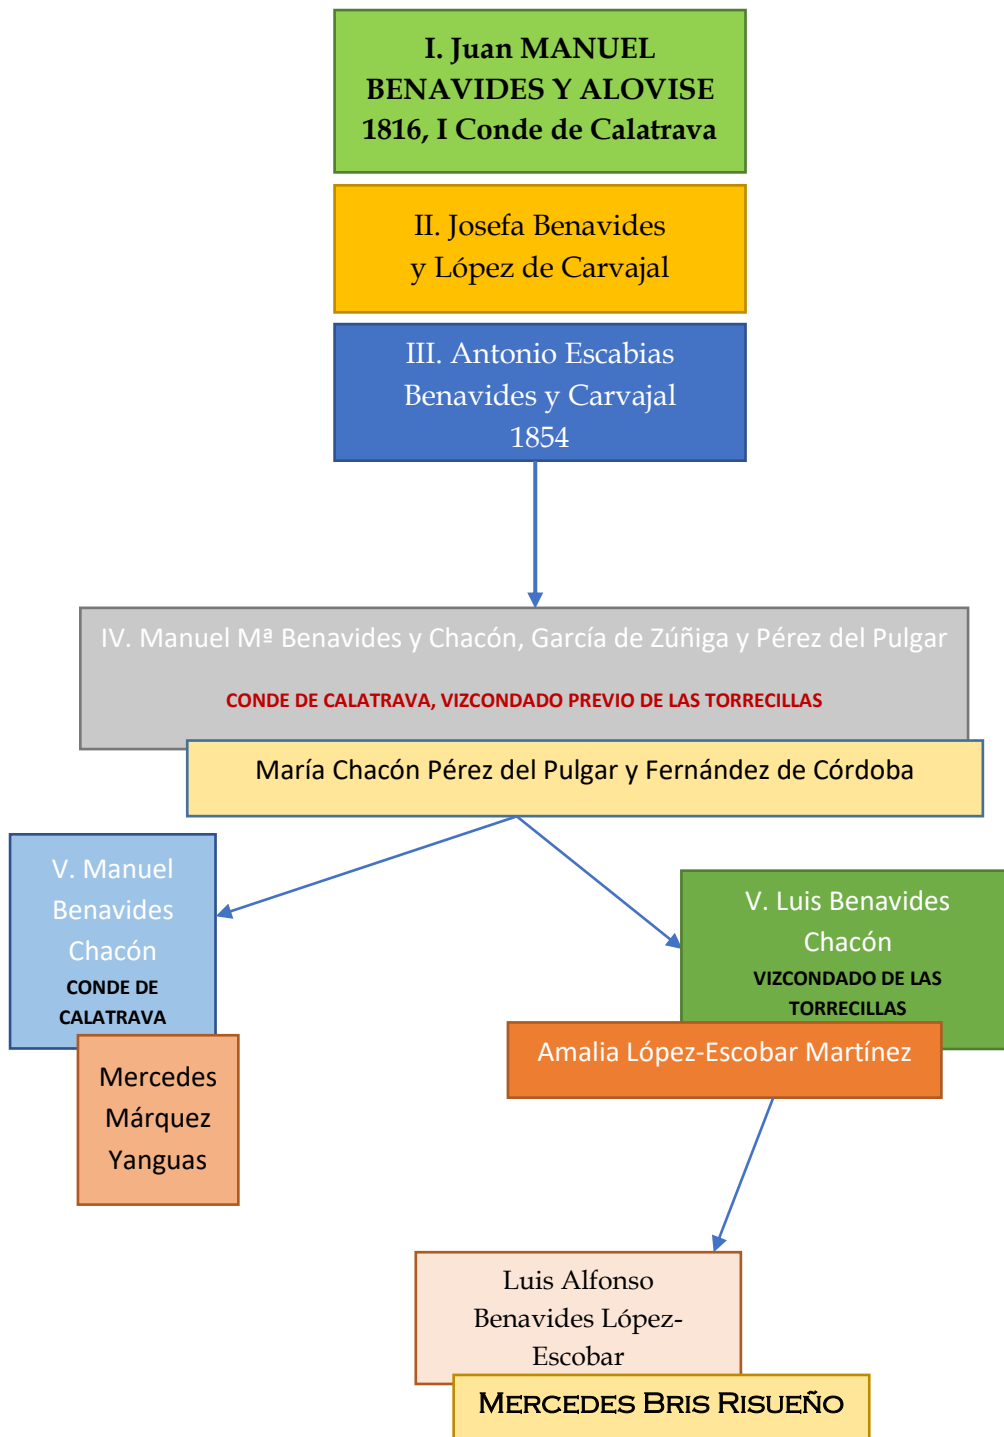 I. Juan MANUEL
BENAVIDES Y ALOVISE
1816, I Conde de Calatrava
II. Josefa Benavides
y López de Carvajal
III. Antonio Escabias
Benavides y Carvajal
1854
IV. Manuel Mª Benavides y Chacón, García de Zúñiga y Pérez del Pulgar
CONDE DE CALATRAVA, VIZCONDADO PREVIO DE LAS TORRECILLAS
María Chacón Pérez del Pulgar y Fernández de Córdoba
V. Manuel
Benavides
Chacón
CONDE DE
CALATRAVA
Mercedes
Márquez
Yanguas
V. Luis Benavides
Chacón
VIZCONDADO DE LAS
TORRECILLAS
Amalia López-Escobar Martínez
Luis Alfonso
Benavides López-
Escobar
MERCEDES BRIS RISUEÑO